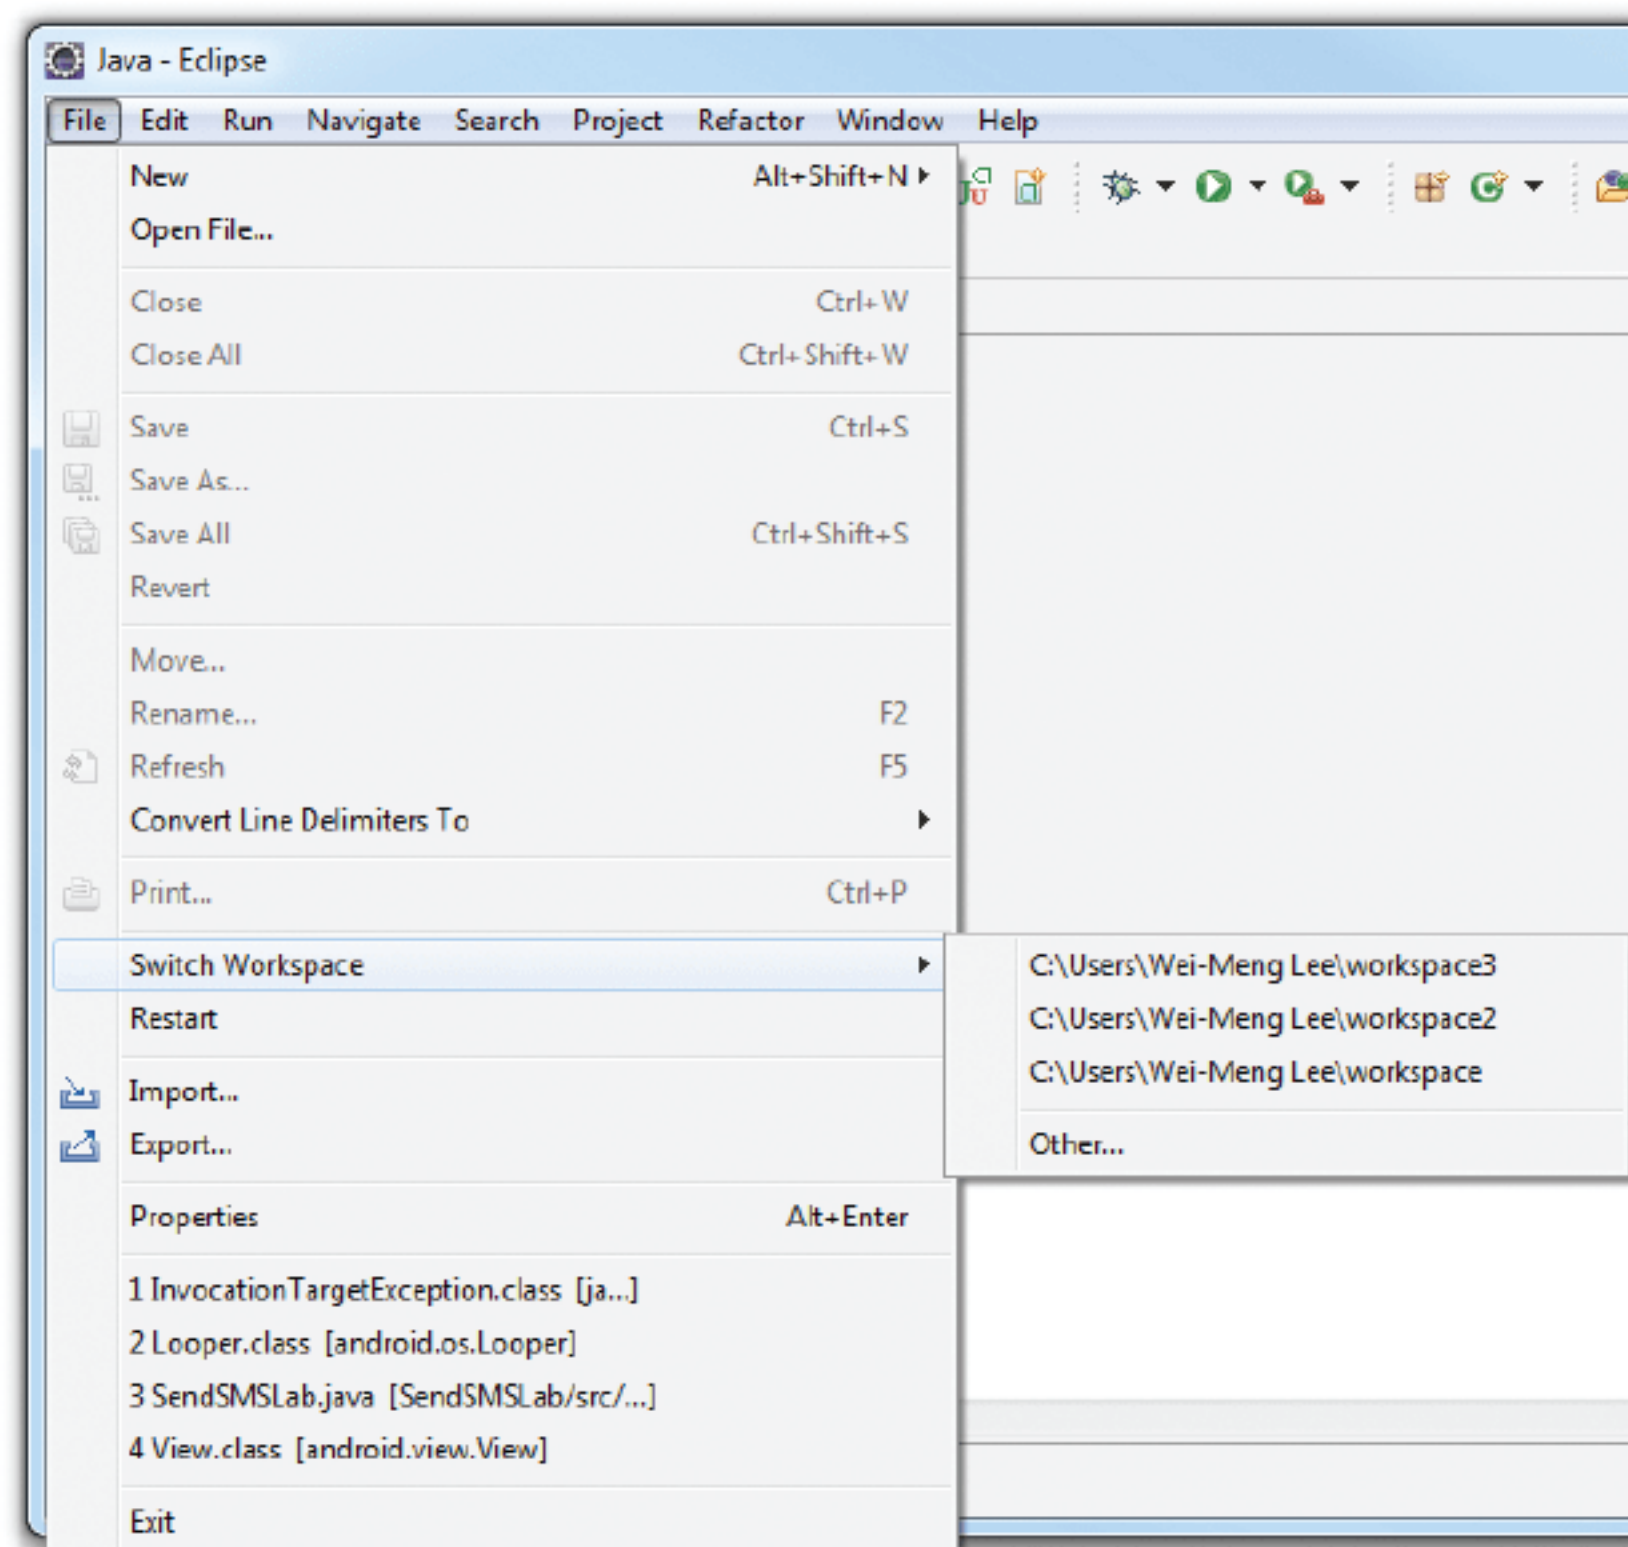 Java - Eclipse
File Edit Run Navigate Search Project Refactor Window Help
New Alt+Shift+N
Open File...
Close Ctrl+W
Close All Ctrl+Shift+W
Save Ctrl+S
Save As...
Save All Ctrl+Shift+S
Revert
Move...
Rename... F2
Refresh F5
Convert Line Delimiters To
Print... Ctrl+P
Switch Workspace
Restart
Import...
Export...
Properties Alt+Enter
1 InvocationTargetException.class [ja...]
2 Looper.class [android.os.Looper]
3 SendSMSLab.java [SendSMSLab/src/...]
4 View.class [android.view.View]
Exit
C:\Users\Wei-Meng Lee\workspace3
C:\Users\Wei-Meng Lee\workspace2
C:\Users\Wei-Meng Lee\workspace
Other...